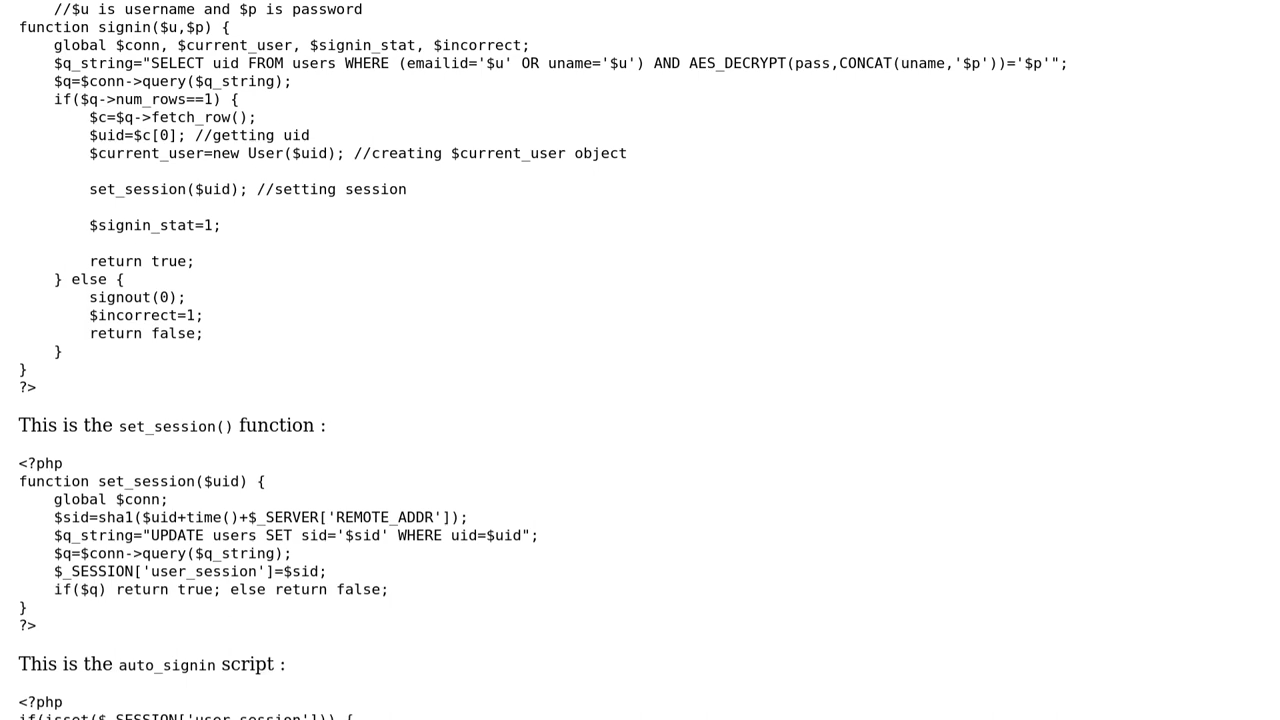 //$u is username and $p is password
function signin($u,$p) {
    global $conn, $current_user, $signin_stat, $incorrect;
    $q_string="SELECT uid FROM users WHERE (emailid='$u' OR uname='$u') AND AES_DECRYPT(pass,CONCAT(uname,'$p'))='$p'";
    $q=$conn->query($q_string);
    if($q->num_rows==1) {
        $c=$q->fetch_row();
        $uid=$c[0]; //getting uid
        $current_user=new User($uid); //creating $current_user object
        set_session($uid); //setting session
        $signin_stat=1;
        return true;
    } else {
        signout(0);
        $incorrect=1;
        return false;
    }
}
?>
This is the set_session() function :
<?php
function set_session($uid) {
    global $conn;
    $sid=sha1($uid+time()+$_SERVER['REMOTE_ADDR']);
    $q_string="UPDATE users SET sid='$sid' WHERE uid=$uid";
    $q=$conn->query($q_string);
    $_SESSION['user_session']=$sid;
    if($q) return true; else return false;
}
?>
This is the auto_signin script :
<?php
if(isset($_SESSION['user_session'])) {